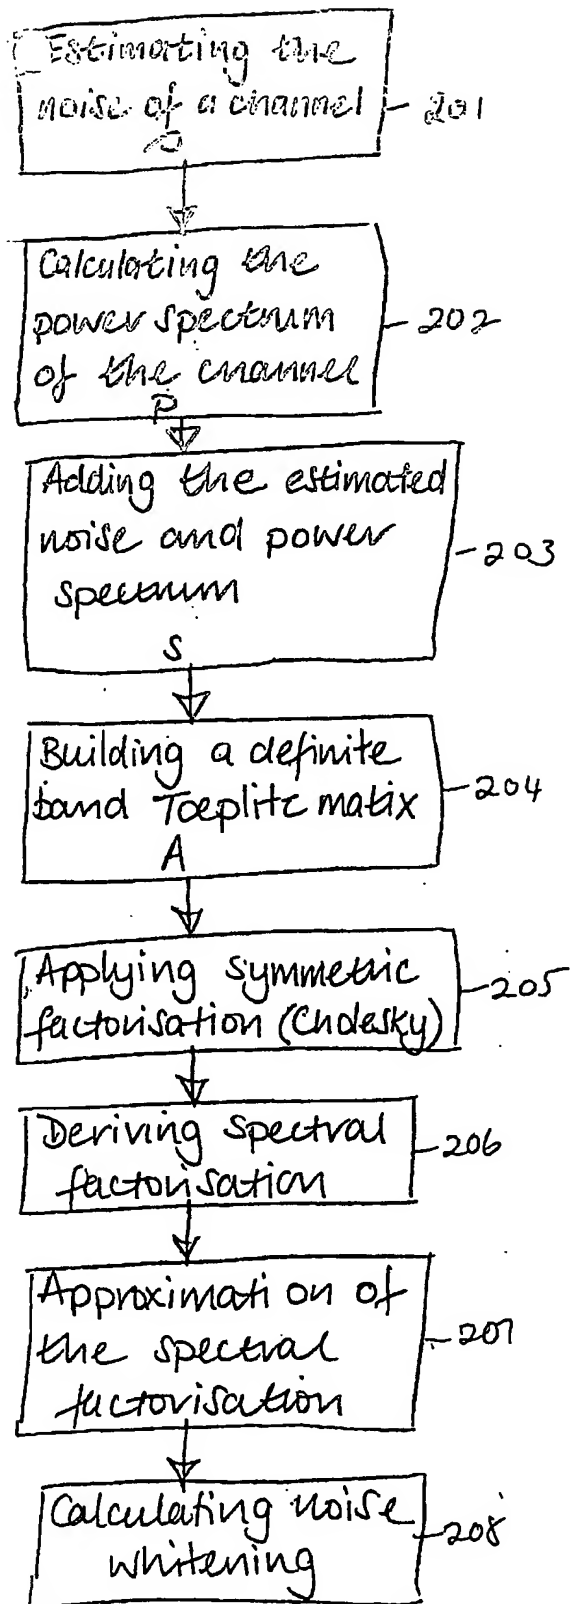 Estimating the
noise of a channel
201
Calculating the
power spectrum
of the channel
P
202
Adding the estimated
noise and power
spectrum
S
203
Building a definite
band Toeplitc matix
A
204
Applying symmetric
factorisation (Cholesky)
205
Deriving spectral
factorisation
206
Approximation of
the spectral
factorisation
207
Calculating noise
whitening
208